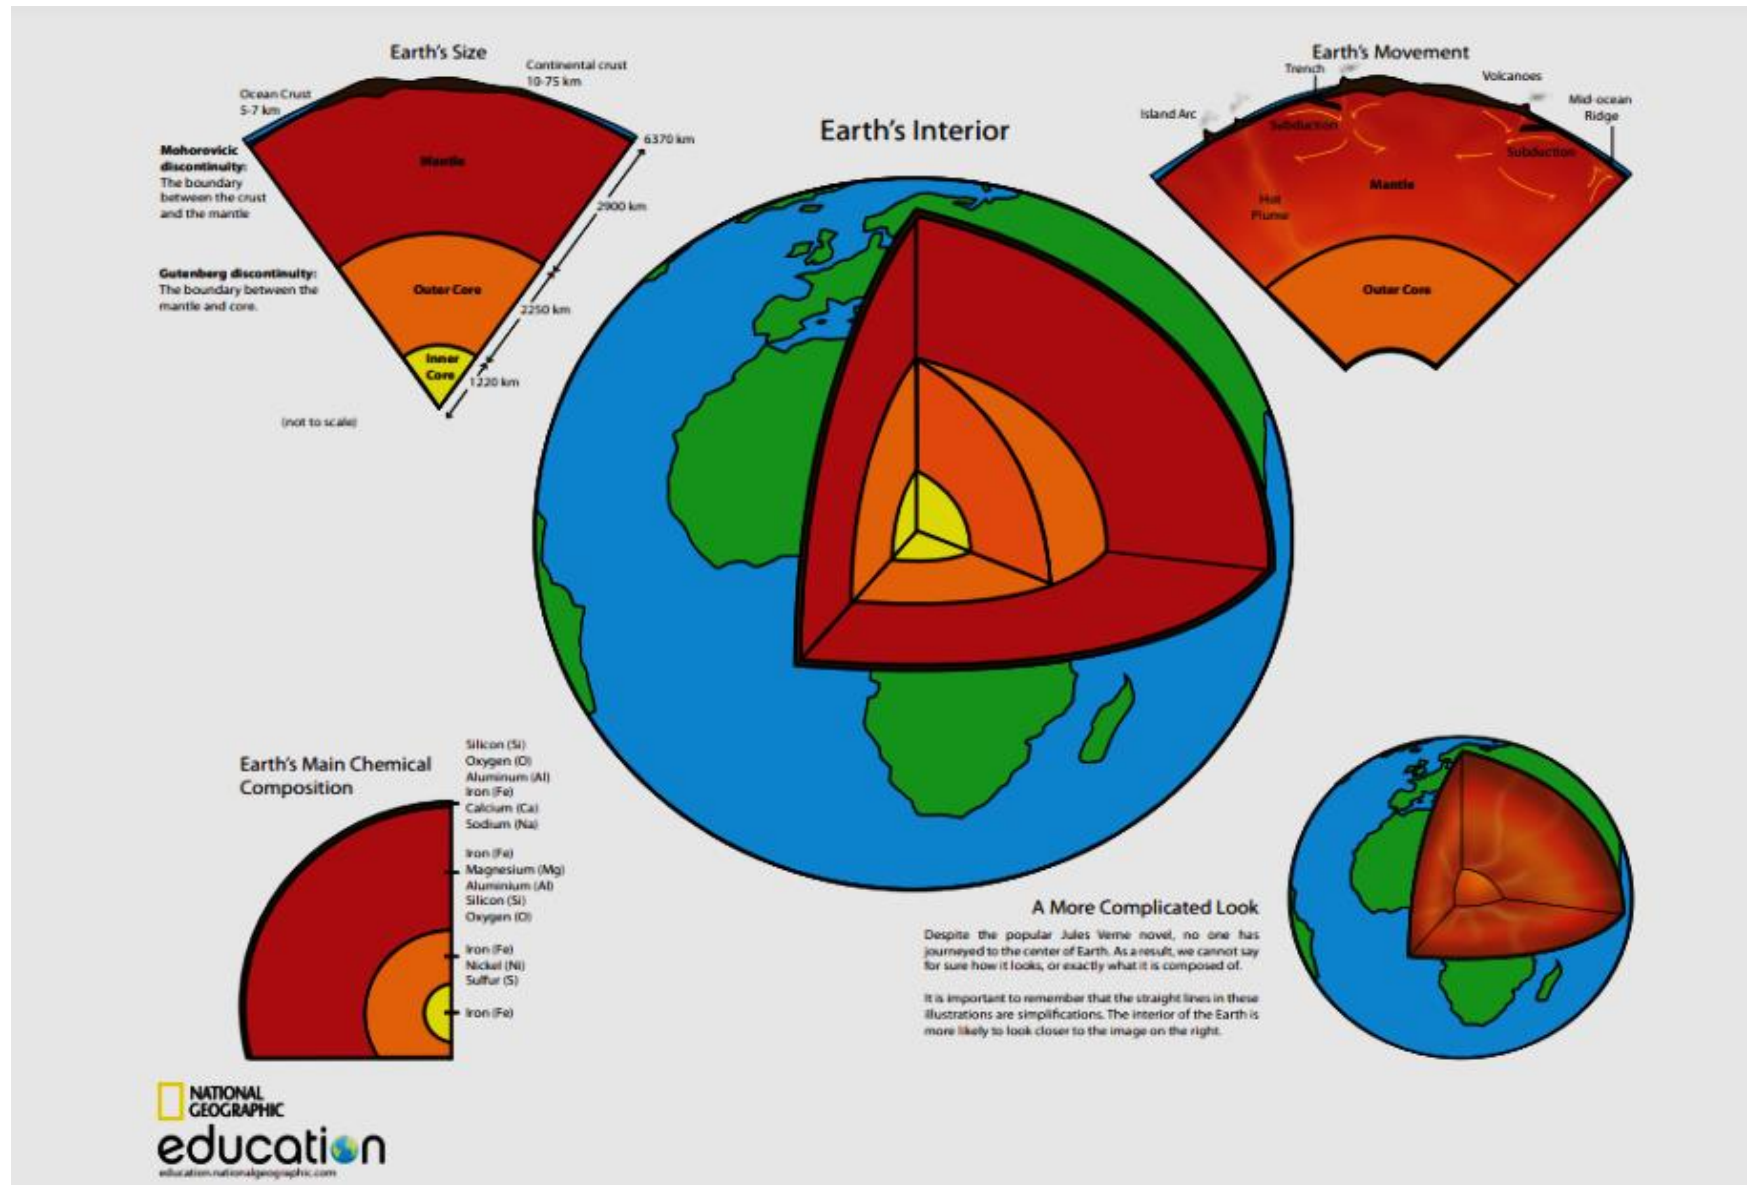 Earth's Size
Continental crust
10-75 km
Ocean Crust
5-7 km
6370 km
Mohorovicic
discontinuity:
The boundary
between the crust
and the mantle
Mantle
2900 km
Gutenberg discontinuity:
The boundary between the
mantle and core.
Outer Core
2250 km
Inner
Core
1220 km
(not to scale)
Earth's Interior
Earth's Movement
Trench
Volcanoes
Island Arc
Mid-ocean
Ridge
Subduction
Subduction
Mantle
Hot
Plume
Outer Core
Earth's Main Chemical
Composition
Silicon (Si)
Oxygen (O)
Aluminum (Al)
Iron (Fe)
Calcium (Ca)
Sodium (Na)
Iron (Fe)
Magnesium (Mg)
Aluminium (Al)
Silicon (Si)
Oxygen (O)
Iron (Fe)
Nickel (Ni)
Sulfur (S)
Iron (Fe)
A More Complicated Look
Despite the popular Jules Verne novel, no one has
journeyed to the center of Earth. As a result, we cannot say
for sure how it looks, or exactly what it is composed of.
It is important to remember that the straight lines in these
illustrations are simplifications. The interior of the Earth is
more likely to look closer to the image on the right.
NATIONAL
GEOGRAPHIC
education
education.nationalgeographic.com